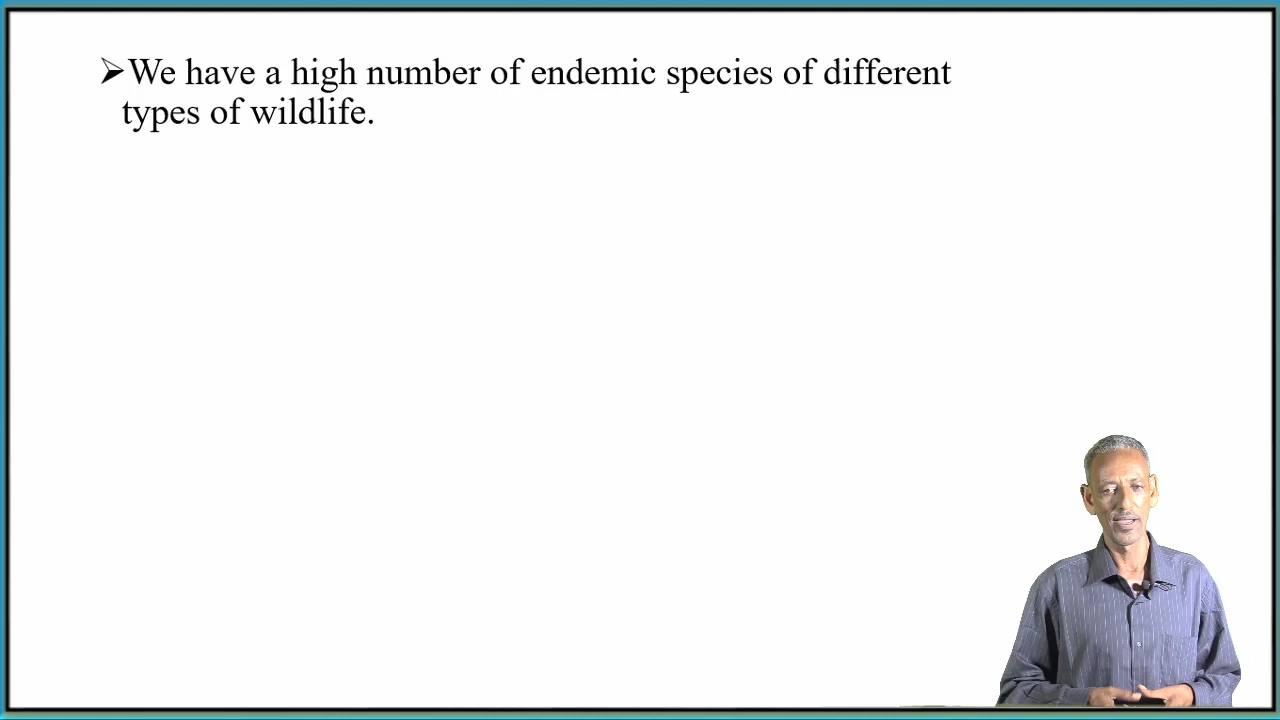 ➢We have a high number of endemic species of different
types of wildlife.